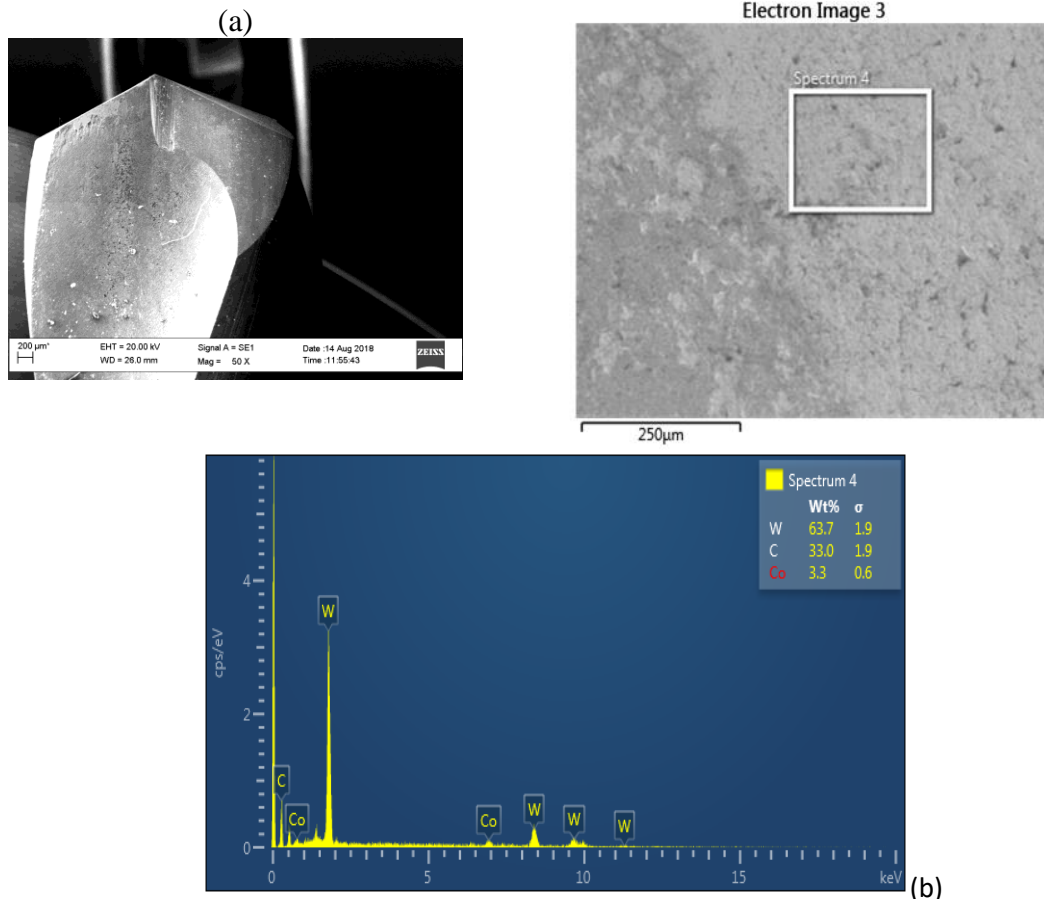 (a)
Electron Image 3
Spectrum 4
200 µm*
EHT = 20.00 kV
WD = 26.0 mm
Signal A = SE1
Mag = 50 X
Date :14 Aug 2018
Time :11:55:43
ZEISS
250µm
Spectrum 4
Wt% σ
W 63.7 1.9
C 33.0 1.9
Co 3.3 0.6
cps/eV
4
2
0
W
C
Co
Co
W
W
W
0 5 10 15 keV
(b)